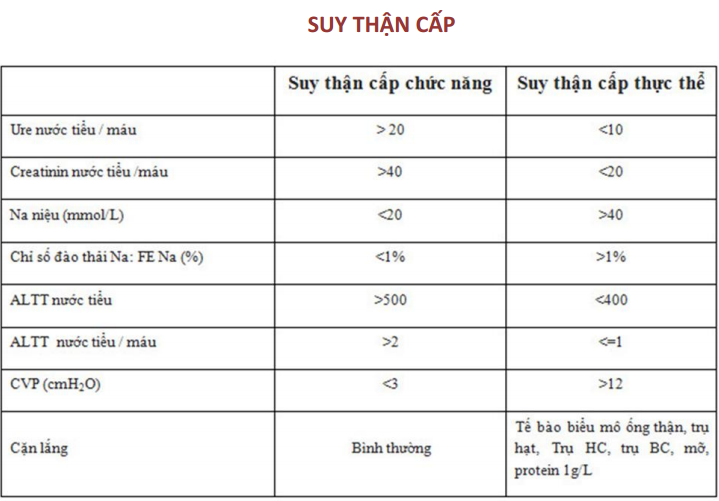 SUY THẬN CẤP
Suy thận cấp chức năng Suy thận cấp thực thể
Ure nước tiểu / máu > 20 <10
Creatinin nước tiểu /máu >40 <20
Na niệu (mmol/L) <20 >40
Chỉ số đào thải Na: FE Na (%) <1% >1%
ALTT nước tiểu >500 <400
ALTT nước tiểu / máu >2 <=1
CVP (cmH₂O) <3 >12
Cặn lắng Bình thường Tế bào biểu mô ống thận, trụ
hạt, Trụ HC, trụ BC, mỡ,
protein 1g/L